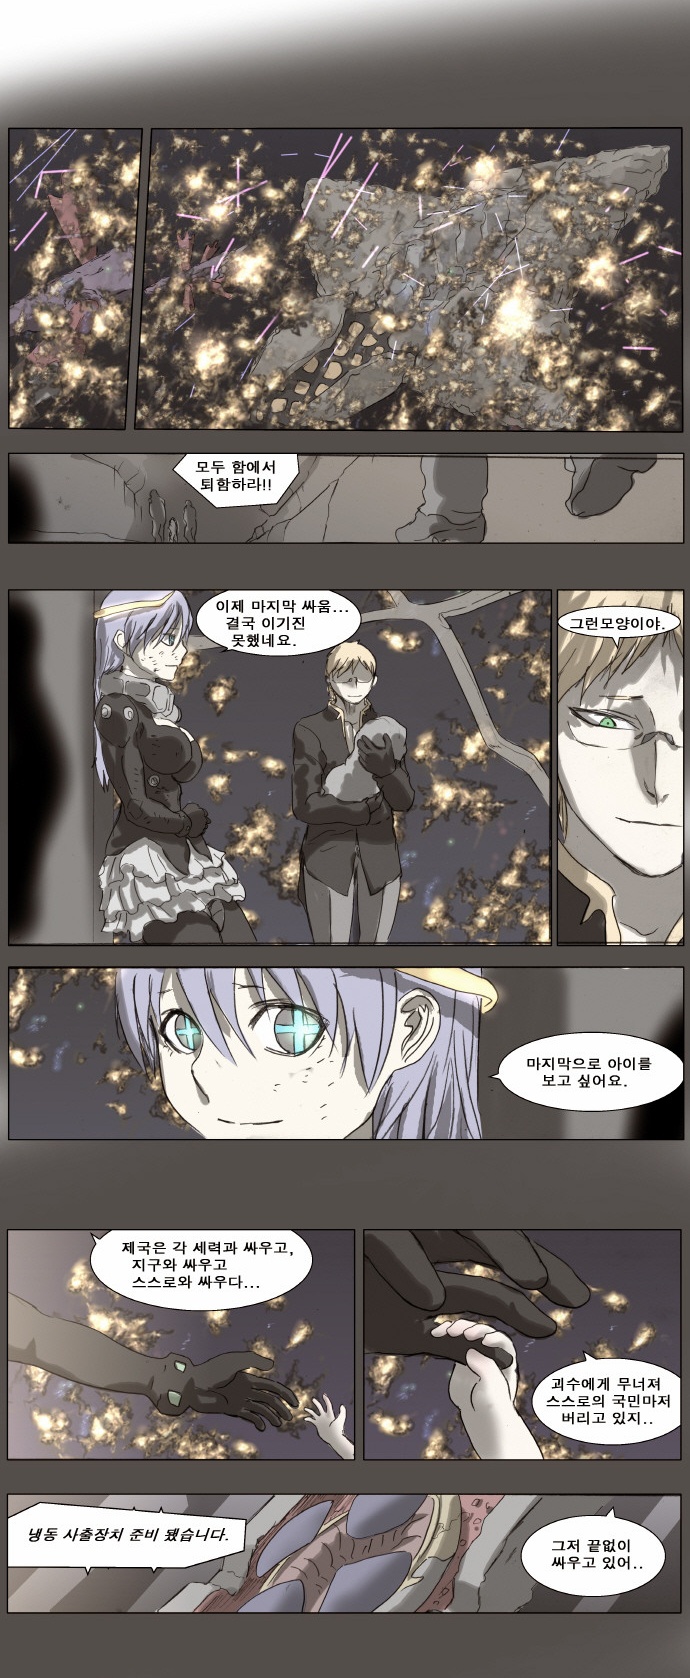 모두 함에서
퇴함하라!!
이제 마지막 싸움...
결국 이기진
못했네요.
그런모양이야.
마지막으로 아이를
보고 싶어요.
제국은 각 세력과 싸우고,
지구와 싸우고
스스로와 싸우다...
괴수에게 무너져
스스로의 국민마저
버리고 있지..
냉동 사출장치 준비 됐습니다.
그저 끝없이
싸우고 있어..